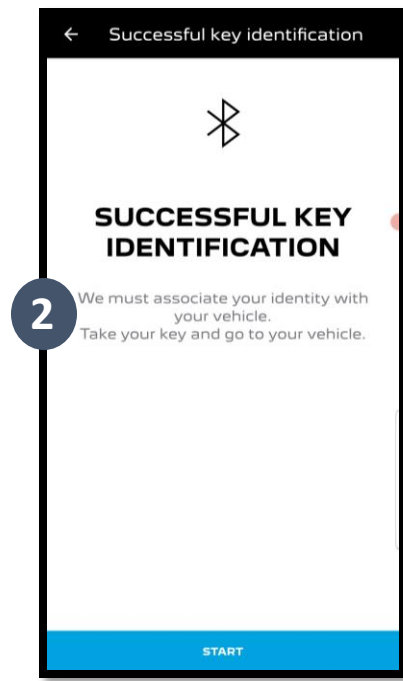 Successful key identification
SUCCESSFUL KEY
IDENTIFICATION
2
We must associate your identity with
your vehicle.
Take your key and go to your vehicle.
START